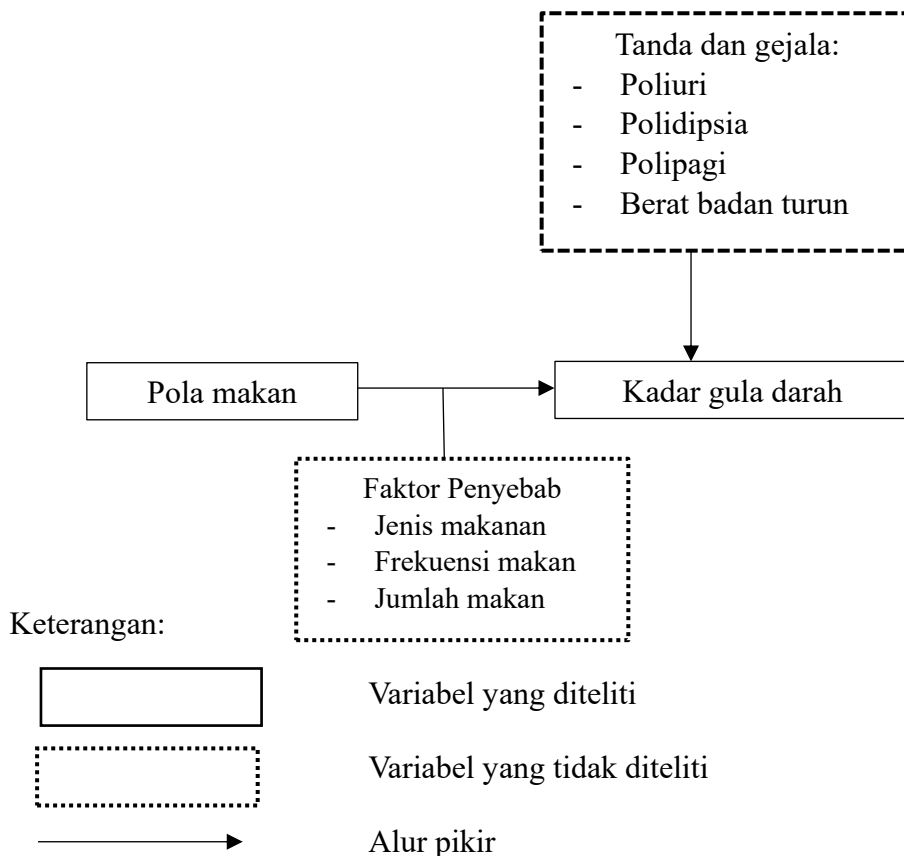 Tanda dan gejala:
- Poliuri
- Polidipsia
- Polipagi
- Berat badan turun
Pola makan
Kadar gula darah
Faktor Penyebab
- Jenis makanan
- Frekuensi makan
- Jumlah makan
Keterangan:
Variabel yang diteliti
Variabel yang tidak diteliti
Alur pikir